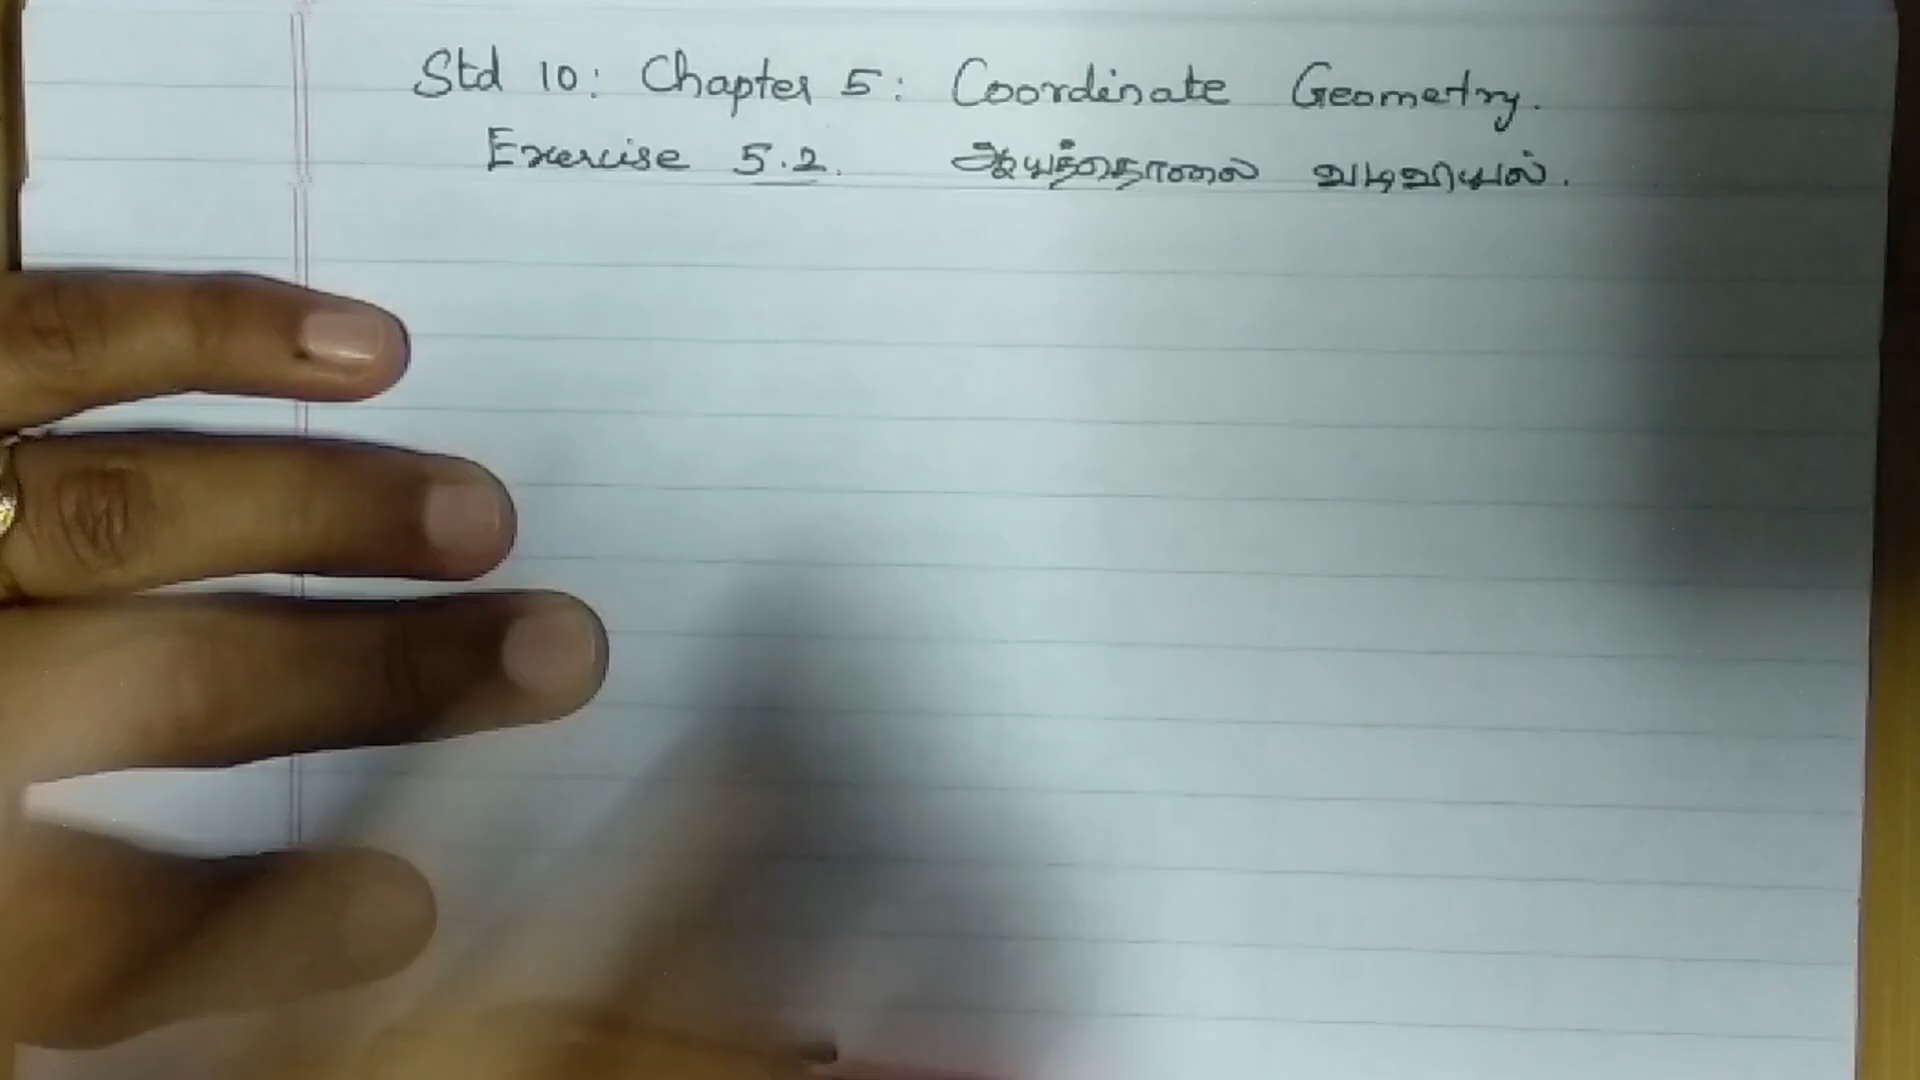 Std 10: Chapter 5: Coordinate Geometry.
Exercise 5.2. ஆயத்தொலை வடிவியல்.